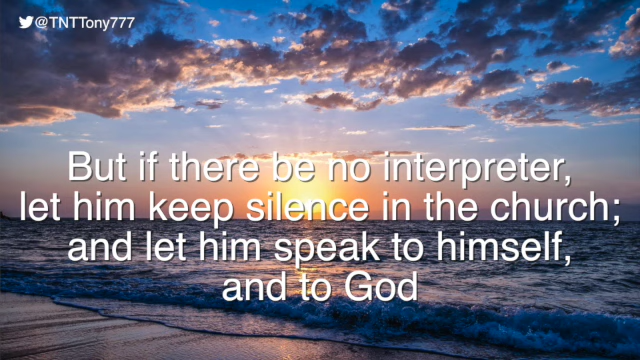 @TNTTony777
But if there be no interpreter,
let him keep silence in the church;
and let him speak to himself,
and to God